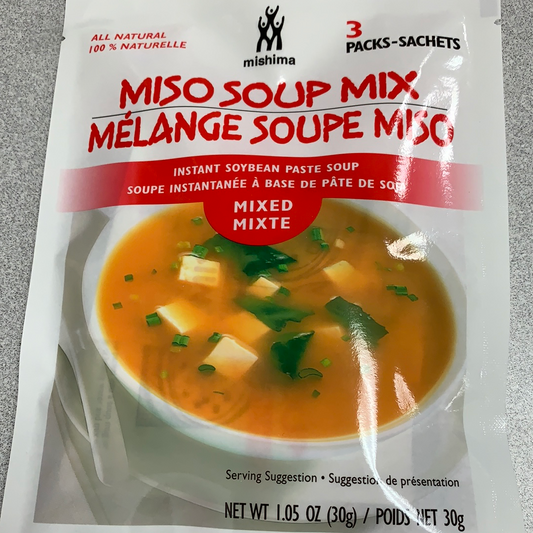 ALL NATURAL
100 % NATURELLE
mishima
3
PACKS-SACHETS
MISO SOUP MIX
MÉLANGE SOUPE MISO
INSTANT SOYBEAN PASTE SOUP
SOUPE INSTANTANÉE À BASE DE PÂTE DE SOJA
MIXED
MIXTE
Serving Suggestion • Suggestion de présentation
NET WT 1.05 OZ (30g) / POIDS NET 30g